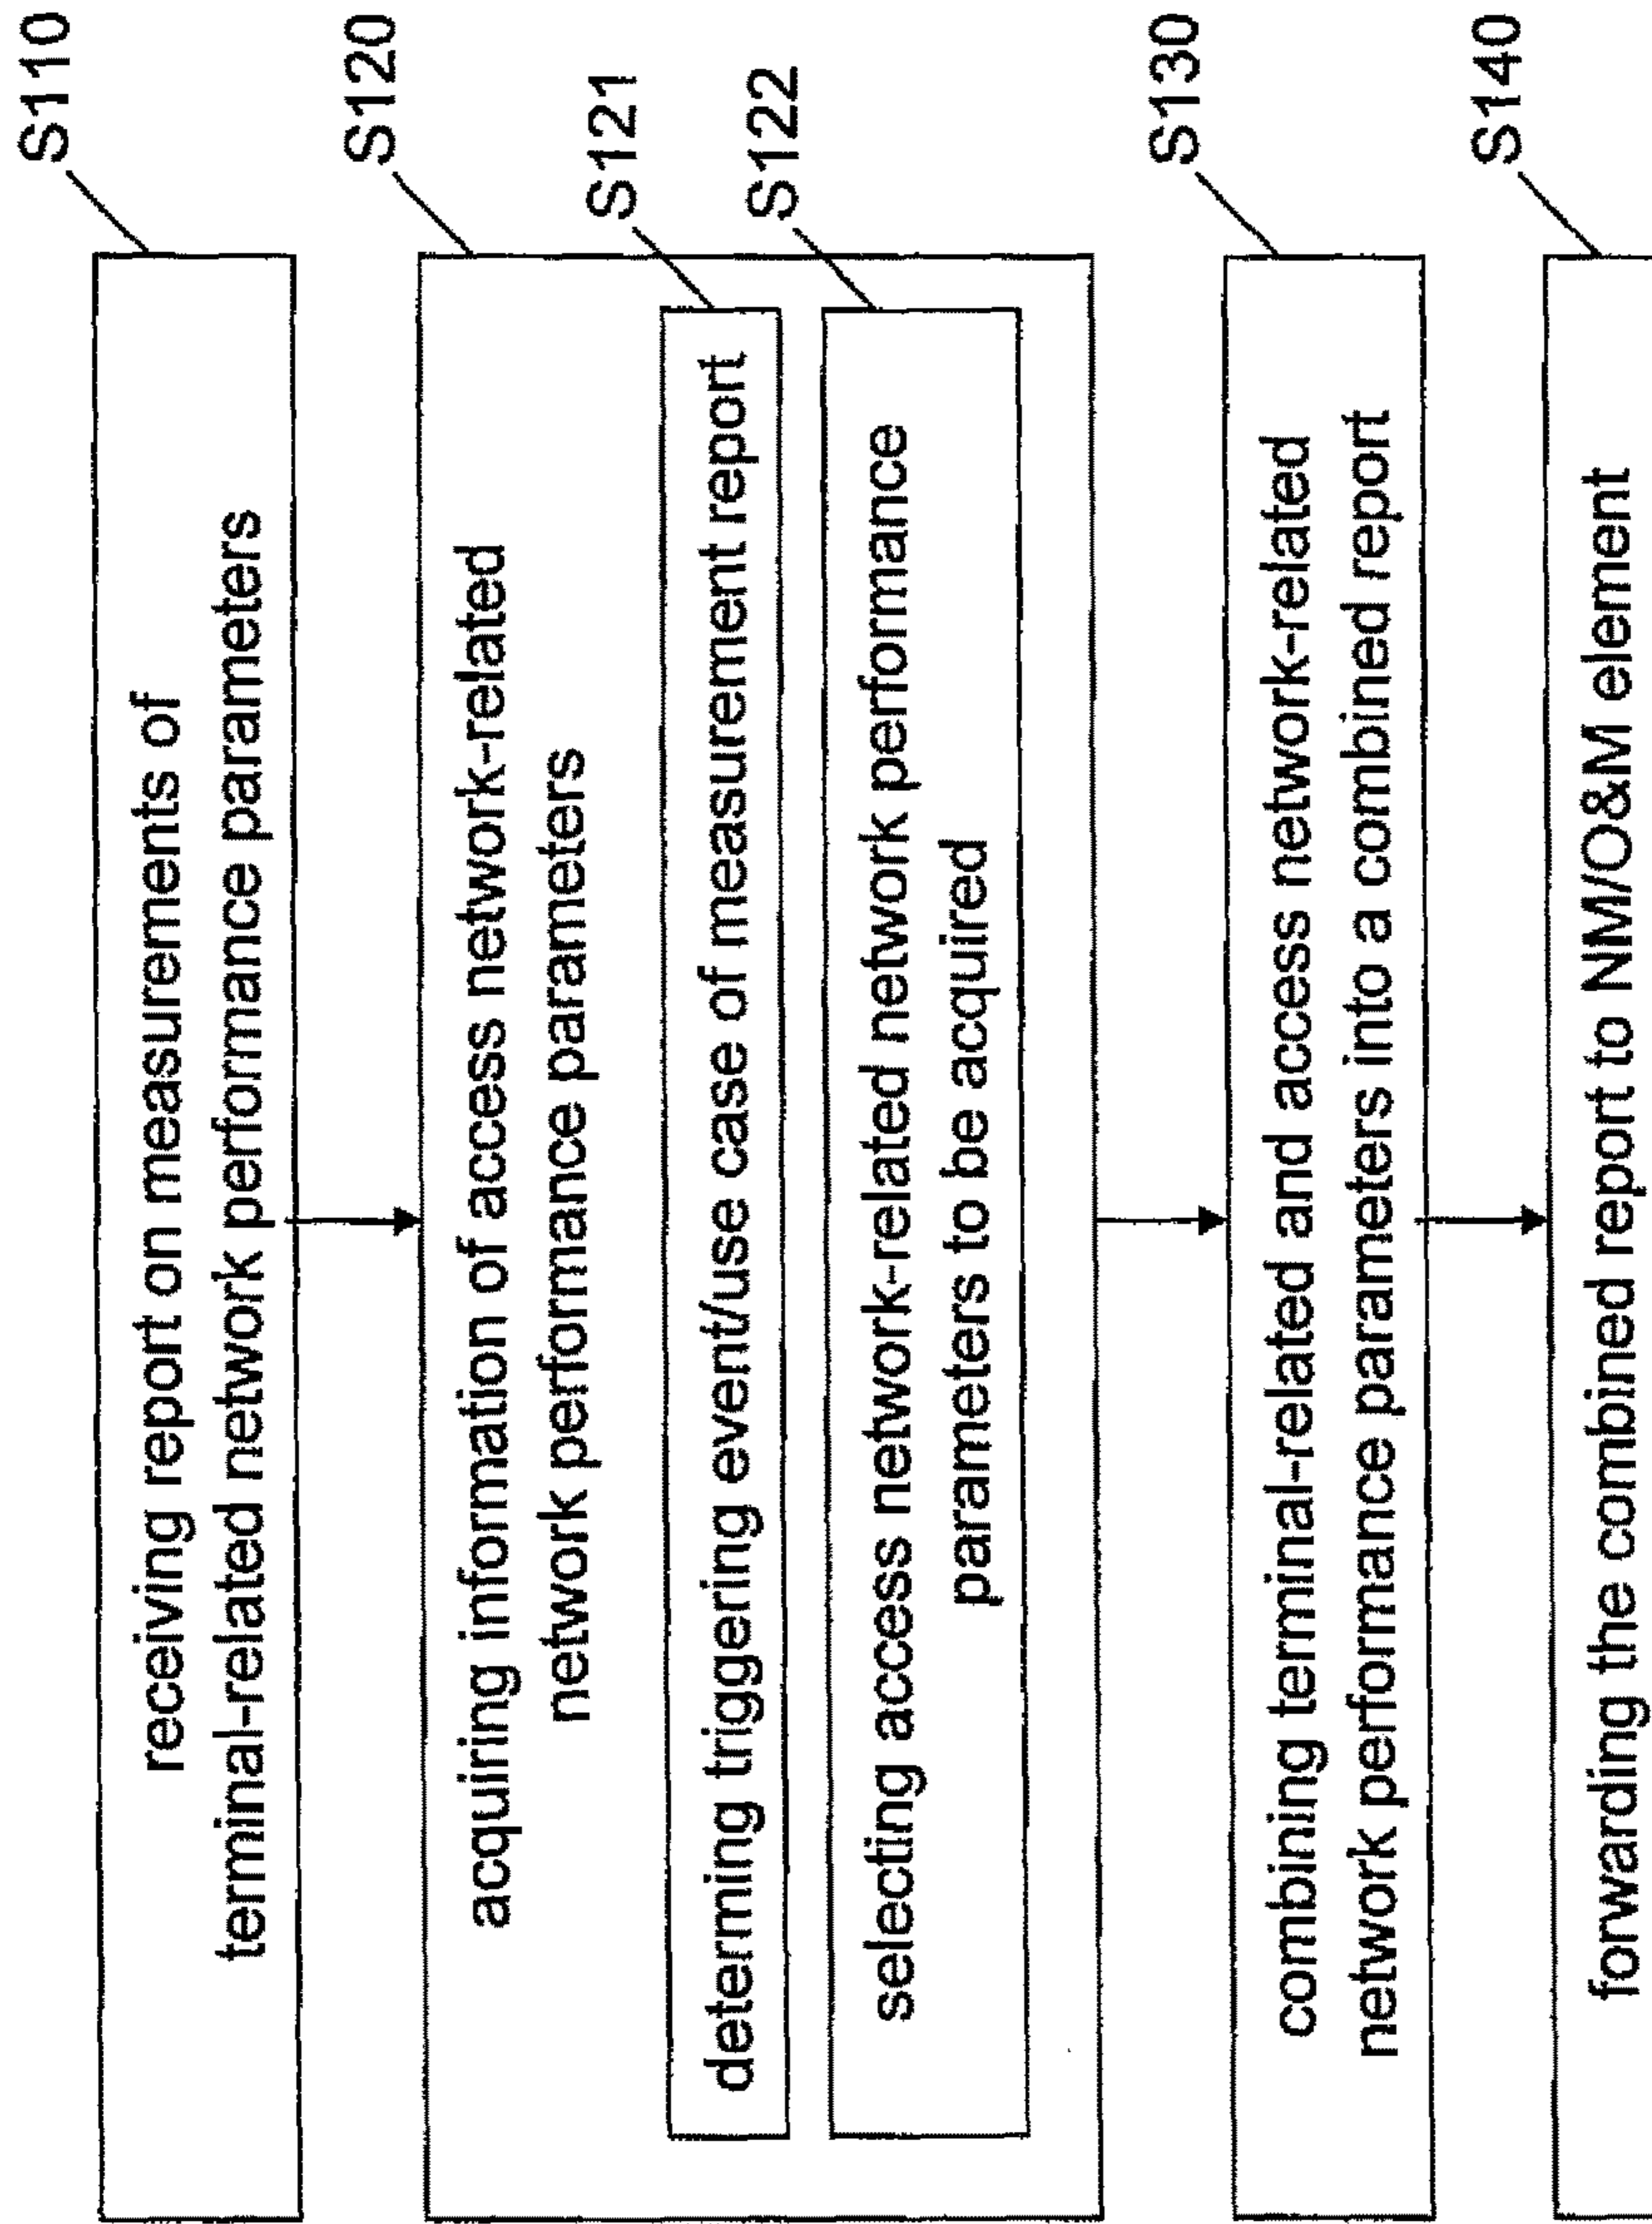 S110
receiving report on measurements of
terminal-related network performance parameters
S120
acquiring information of access network-related
network performance parameters
S121
determining triggering event/use case of measurement report
S122
selecting access network-related network performance
parameters to be acquired
S130
combining terminal-related and access network-related
network performance parameters into a combined report
S140
forwarding the combined report to NM/O&M element